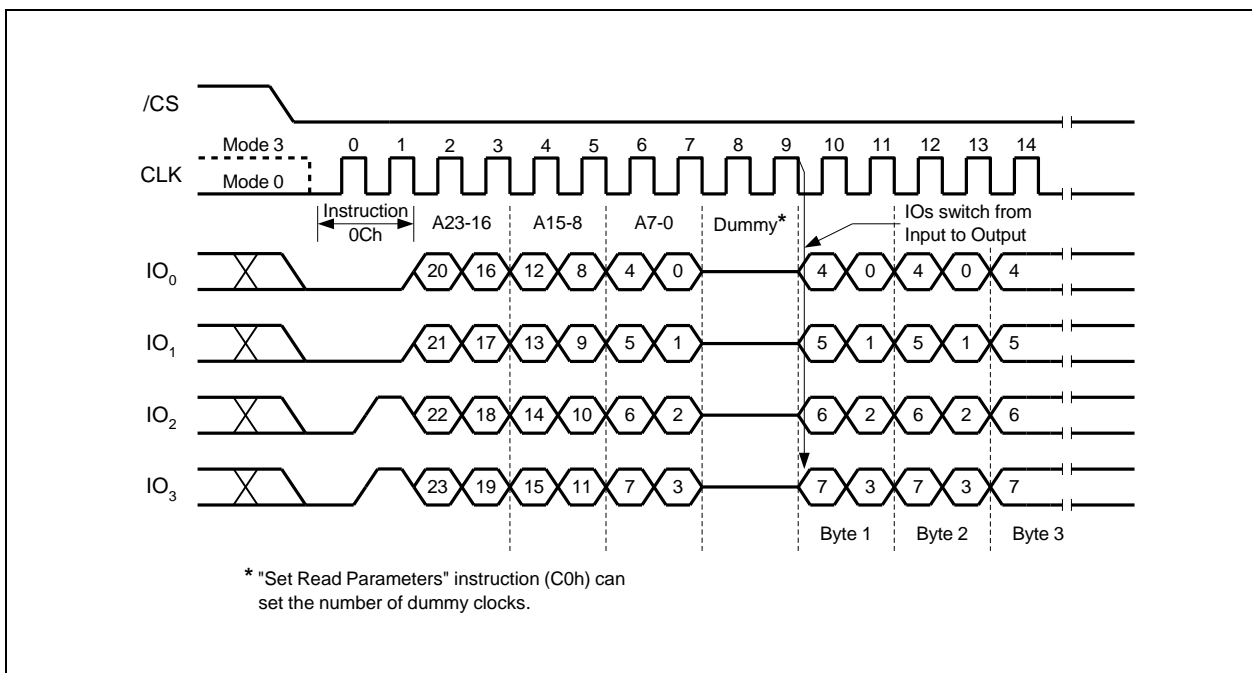 /CS
Mode 3 0 1 2 3 4 5 6 7 8 9 10 11 12 13 14
CLK
Mode 0
Instruction A23-16 A15-8 A7-0 Dummy* IOs switch from
0Ch Input to Output
IO0 20 16 12 8 4 0 4 0 4 0 4
IO1 21 17 13 9 5 1 5 1 5 1 5
IO2 22 18 14 10 6 2 6 2 6 2 6
IO3 23 19 15 11 7 3 7 3 7 3 7
Byte 1 Byte 2 Byte 3
* "Set Read Parameters" instruction (C0h) can
set the number of dummy clocks.